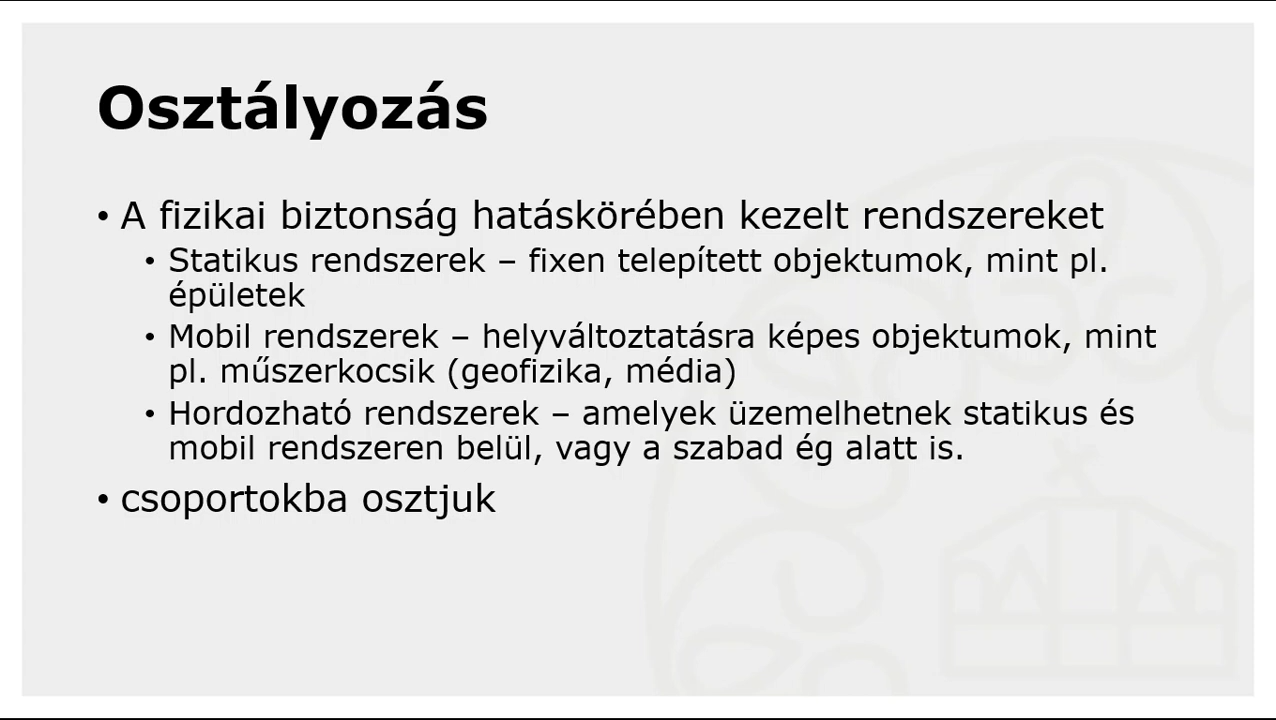 Osztályozás
• A fizikai biztonság hatáskörében kezelt rendszereket
• Statikus rendszerek – fixen telepített objektumok, mint pl.
épületek
• Mobil rendszerek – helyváltoztatásra képes objektumok, mint
pl. műszerkocsik (geofizika, média)
• Hordozható rendszerek – amelyek üzemelhetnek statikus és
mobil rendszeren belül, vagy a szabad ég alatt is.
• csoportokba osztjuk